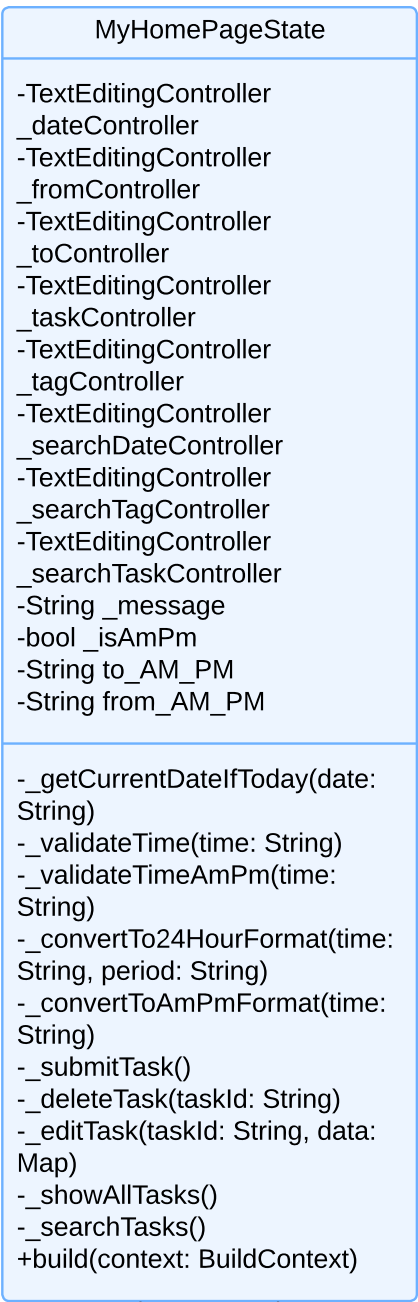 MyHomePageState
-TextEditingController
_dateController
-TextEditingController
_fromController
-TextEditingController
_toController
-TextEditingController
_taskController
-TextEditingController
_tagController
-TextEditingController
_searchDateController
-TextEditingController
_searchTagController
-TextEditingController
_searchTaskController
-String _message
-bool _isAmPm
-String to_AM_PM
-String from_AM_PM
-_getCurrentDateIfToday(date:
String)
-_validateTime(time: String)
-_validateTimeAmPm(time:
String)
-_convertTo24HourFormat(time:
String, period: String)
-_convertToAmPmFormat(time:
String)
-_submitTask()
-_deleteTask(taskId: String)
-_editTask(taskId: String, data:
Map)
-_showAllTasks()
-_searchTasks()
+build(context: BuildContext)